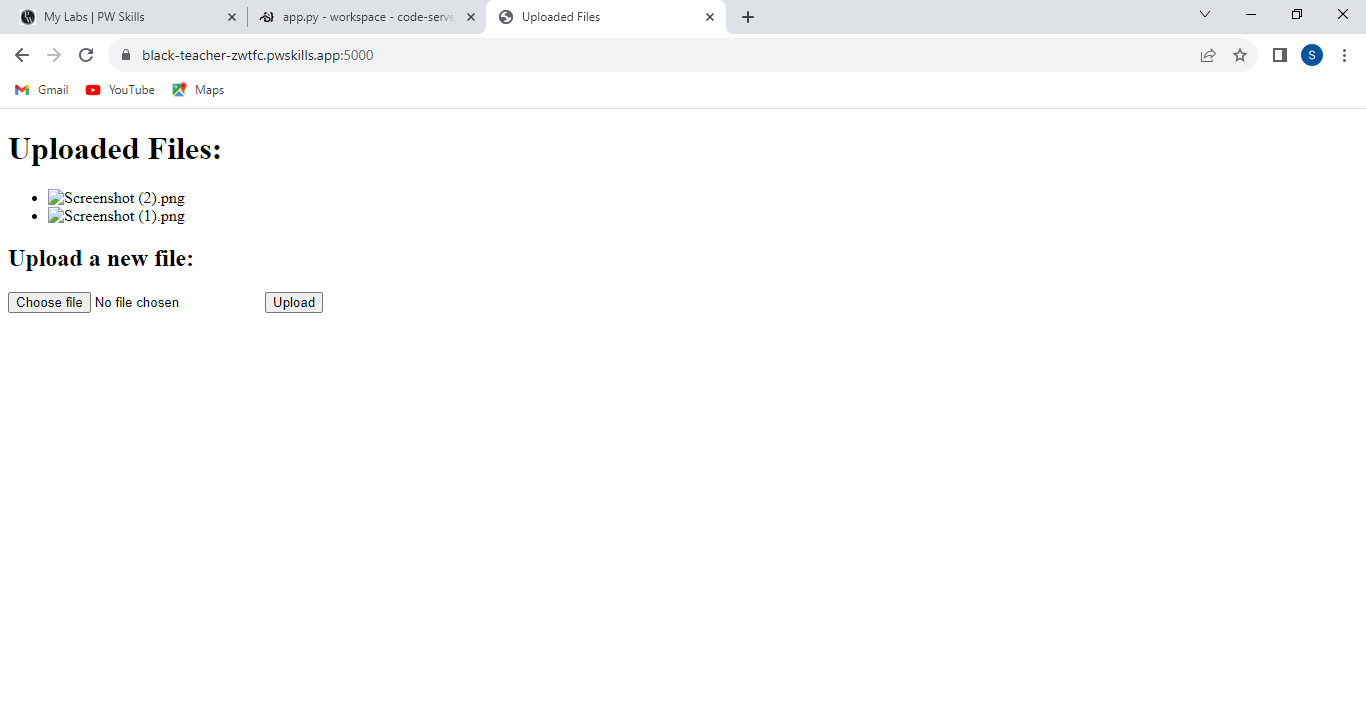 My Labs | PW Skills
app.py - workspace - code-serve
Uploaded Files
black-teacher-zwtfc.pwskills.app:5000
S
Gmail
YouTube
Maps
Uploaded Files:
Screenshot (2).png
Screenshot (1).png
Upload a new file:
Choose file No file chosen Upload